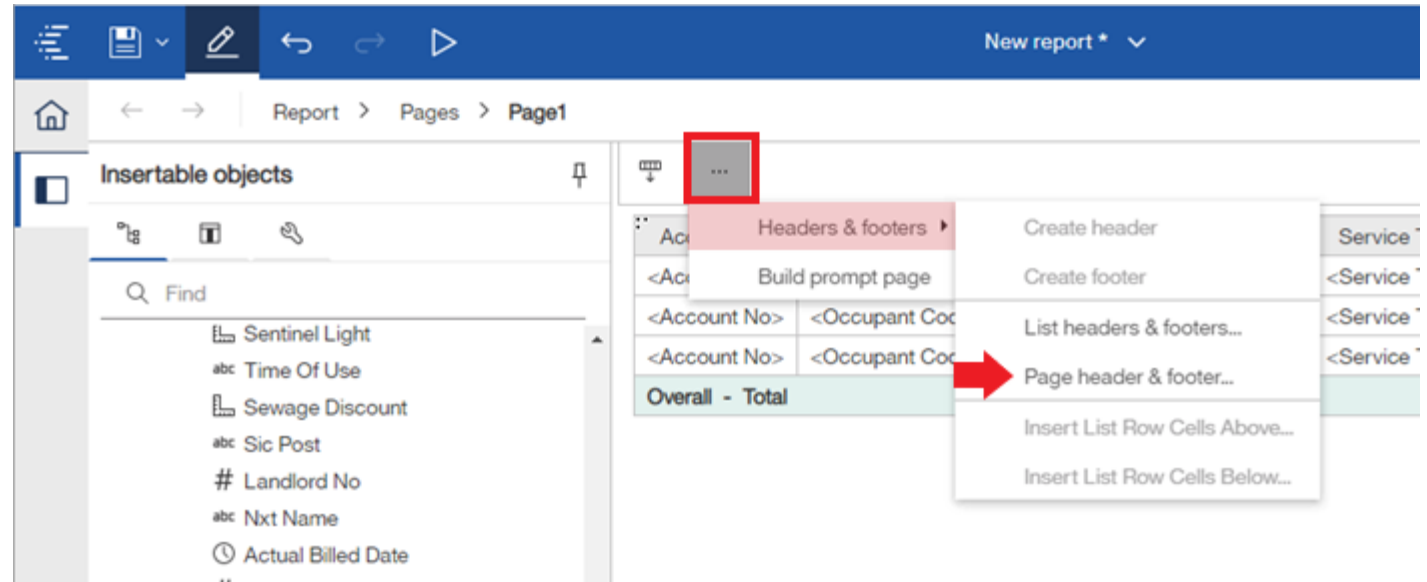 New report *
Report > Pages > Page1
Insertable objects
...
Find
Sentinel Light
abc Time Of Use
Sewage Discount
abc Sic Post
# Landlord No
abc Nxt Name
Actual Billed Date
Headers & footers
Build prompt page
Create header
Create footer
List headers & footers...
Page header & footer...
Insert List Row Cells Above...
Insert List Row Cells Below...
Service
<Service
<Account No> <Occupant <Service
<Account No> <Occupant <Service
Overall - Total